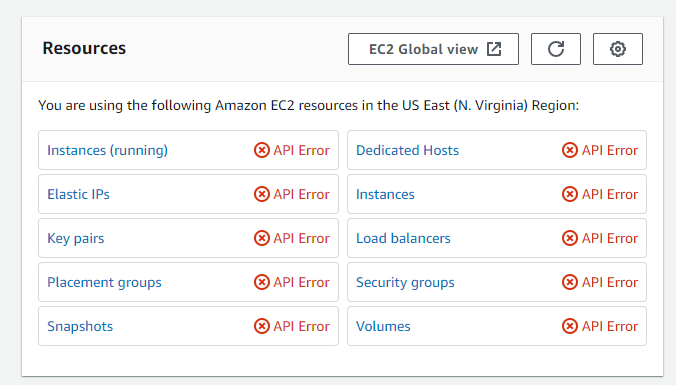 Resources
EC2 Global view
You are using the following Amazon EC2 resources in the US East (N. Virginia) Region:
Instances (running) API Error Dedicated Hosts API Error
Elastic IPs API Error Instances API Error
Key pairs API Error Load balancers API Error
Placement groups API Error Security groups API Error
Snapshots API Error Volumes API Error